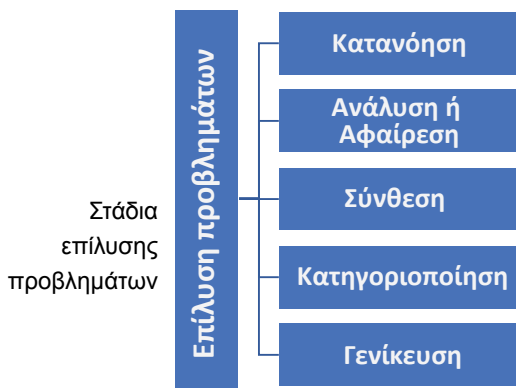 Στάδια
επίλυσης
προβλημάτων
Επίλυση προβλημάτων
Κατανόηση
Ανάλυση ή
Αφαίρεση
Σύνθεση
Κατηγοριοποίηση
Γενίκευση